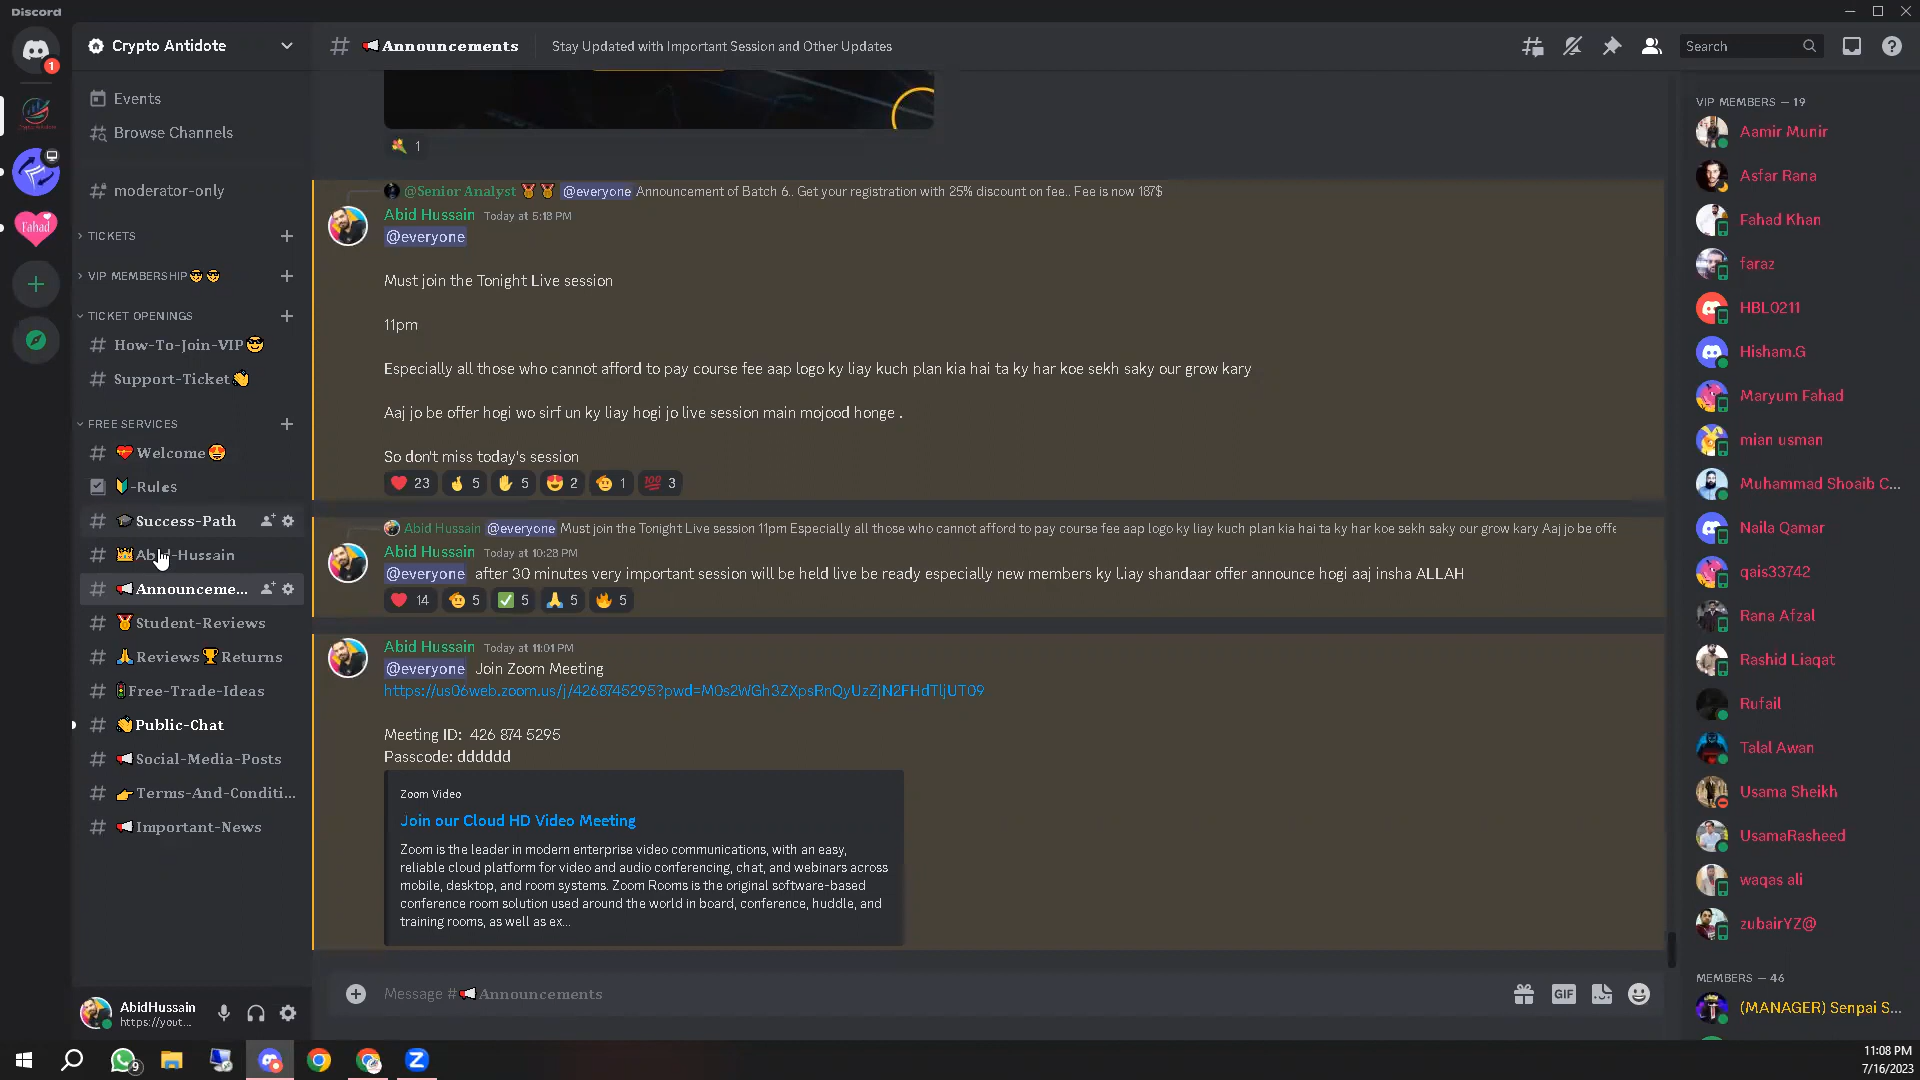 Discord
Crypto Antidote
Announcements
Stay Updated with Important Session and Other Updates
Search
1
Events
Browse Channels
moderator-only
TICKETS
VIP MEMBERSHIP
TICKET OPENINGS
How-To-Join-VIP
Support-Ticket
FREE SERVICES
Welcome
-Rules
Success-Path
Abid-Hussain
Announceme...
Student-Reviews
Reviews Returns
Free-Trade-Ideas
Public-Chat
Social-Media-Posts
Terms-And-Conditi...
Important-News
Fahad
AbidHussain
https://yout...
1
@Senior Analyst @everyone Announcement of Batch 6.. Get your registration with 25% discount on fee.. Fee is now 187$
Abid Hussain Today at 5:18 PM
@everyone
Must join the Tonight Live session
11pm
Especially all those who cannot afford to pay course fee aap logo ky liay kuch plan kia hai ta ky har koe sekh saky our grow kary
Aaj jo be offer hogi wo sirf un ky liay hogi jo live session main mojood honge .
So don't miss today's session
23 5 5 2 1 3
Abid Hussain @everyone Must join the Tonight Live session 11pm Especially all those who cannot afford to pay course fee aap logo ky liay kuch plan kia hai ta ky har koe sekh saky our grow kary Aaj jo be offe
Abid Hussain Today at 10:28 PM
@everyone after 30 minutes very important session will be held live be ready especially new members ky Liay shandaar offer announce hogi aaj insha ALLAH
14 5 5 5 5
Abid Hussain Today at 11:01 PM
@everyone Join Zoom Meeting
https://us06web.zoom.us/j/4268745295?pwd=M0s2WGh3ZXpsRnQyUzZjN2FHdTljUT09
Meeting ID: 426 874 5295
Passcode: dddddd
Zoom Video
Join our Cloud HD Video Meeting
Zoom is the leader in modern enterprise video communications, with an easy,
reliable cloud platform for video and audio conferencing, chat, and webinars across
mobile, desktop, and room systems. Zoom Rooms is the original software-based
conference room solution used around the world in board, conference, huddle, and
training rooms, as well as ex...
Message # Announcements
GIF
VIP MEMBERS — 19
Aamir Munir
Asfar Rana
Fahad Khan
faraz
HBL0211
Hisham.G
Maryum Fahad
mian usman
Muhammad Shoaib C...
Naila Qamar
qais33742
Rana Afzal
Rashid Liaqat
Rufail
Talal Awan
Usama Sheikh
UsamaRasheed
waqas ali
zubairYZ@
MEMBERS — 46
(MANAGER) Senpai S...
9
11:08 PM
7/16/2023